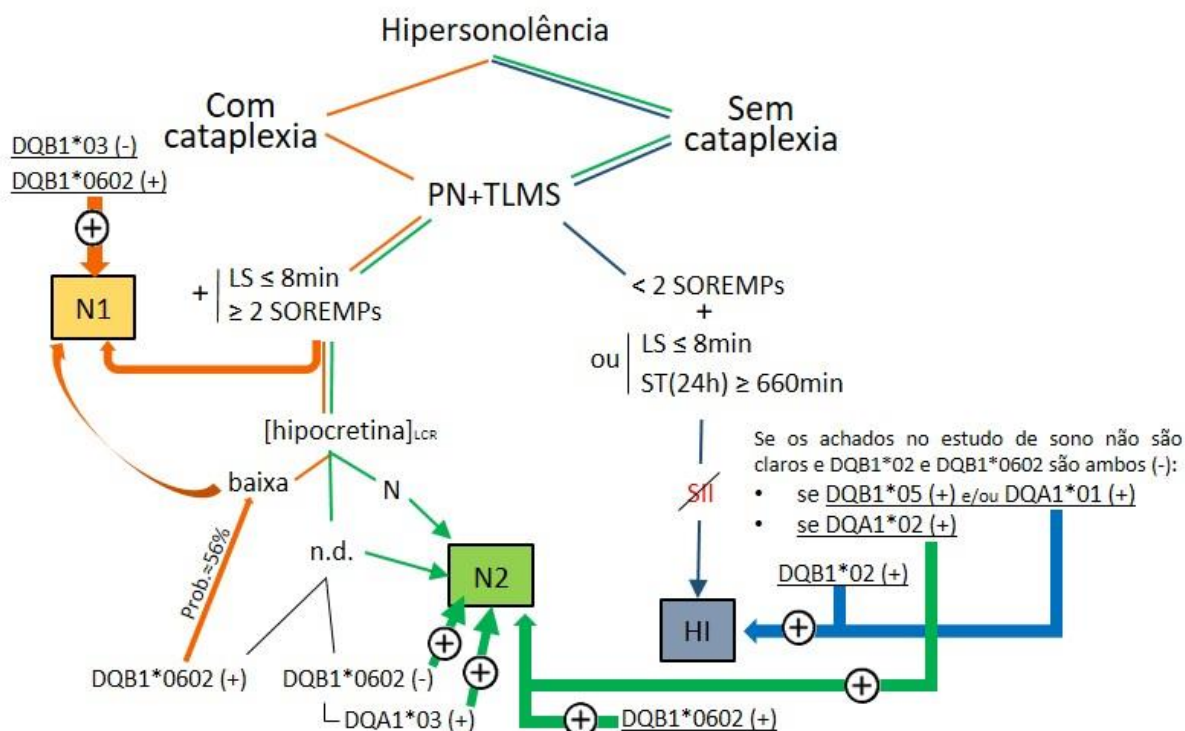 Hipersonolência
Com
cataplexia
Sem
cataplexia
DQB1*03 (-)
DQB1*0602 (+)
PN+TLMS
N1
+
LS ≤ 8min
≥ 2 SOREMPs
< 2 SOREMPs
+
ou
LS ≤ 8min
ST(24h) ≥ 660min
[hipocretina]LCR
baixa
N
SII
Se os achados no estudo de sono não são
claros e DQB1*02 e DQB1*0602 são ambos (-):
• se DQB1*05 (+) e/ou DQA1*01 (+)
• se DQA1*02 (+)
Prob.≈56%
n.d.
N2
DQB1*02 (+)
HI
DQB1*0602 (+)
DQB1*0602 (-)
DQA1*03 (+)
DQB1*0602 (+)